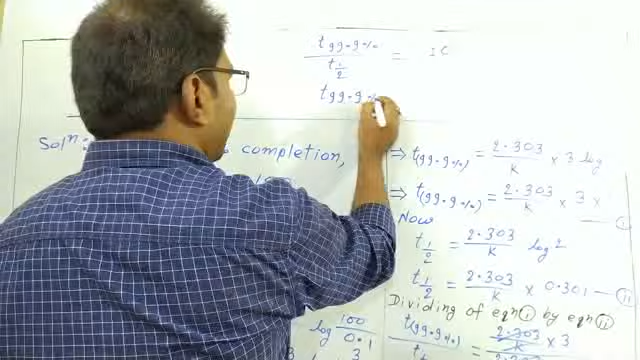 t99.9% / t1/2 = 10
t99.9%
Solⁿ: completion,
log 100/0.1
3
⇒ t(99.9%) = 2.303/K × 3 log
⇒ t(99.9%) = 2.303/K × 3 × — (i)
Now
t1/2 = 2.303/K log 2
t1/2 = 2.303/K × 0.301 — (ii)
Dividing of eqn (i) by eqn (ii)
t(99.9%) 2.303 × 3